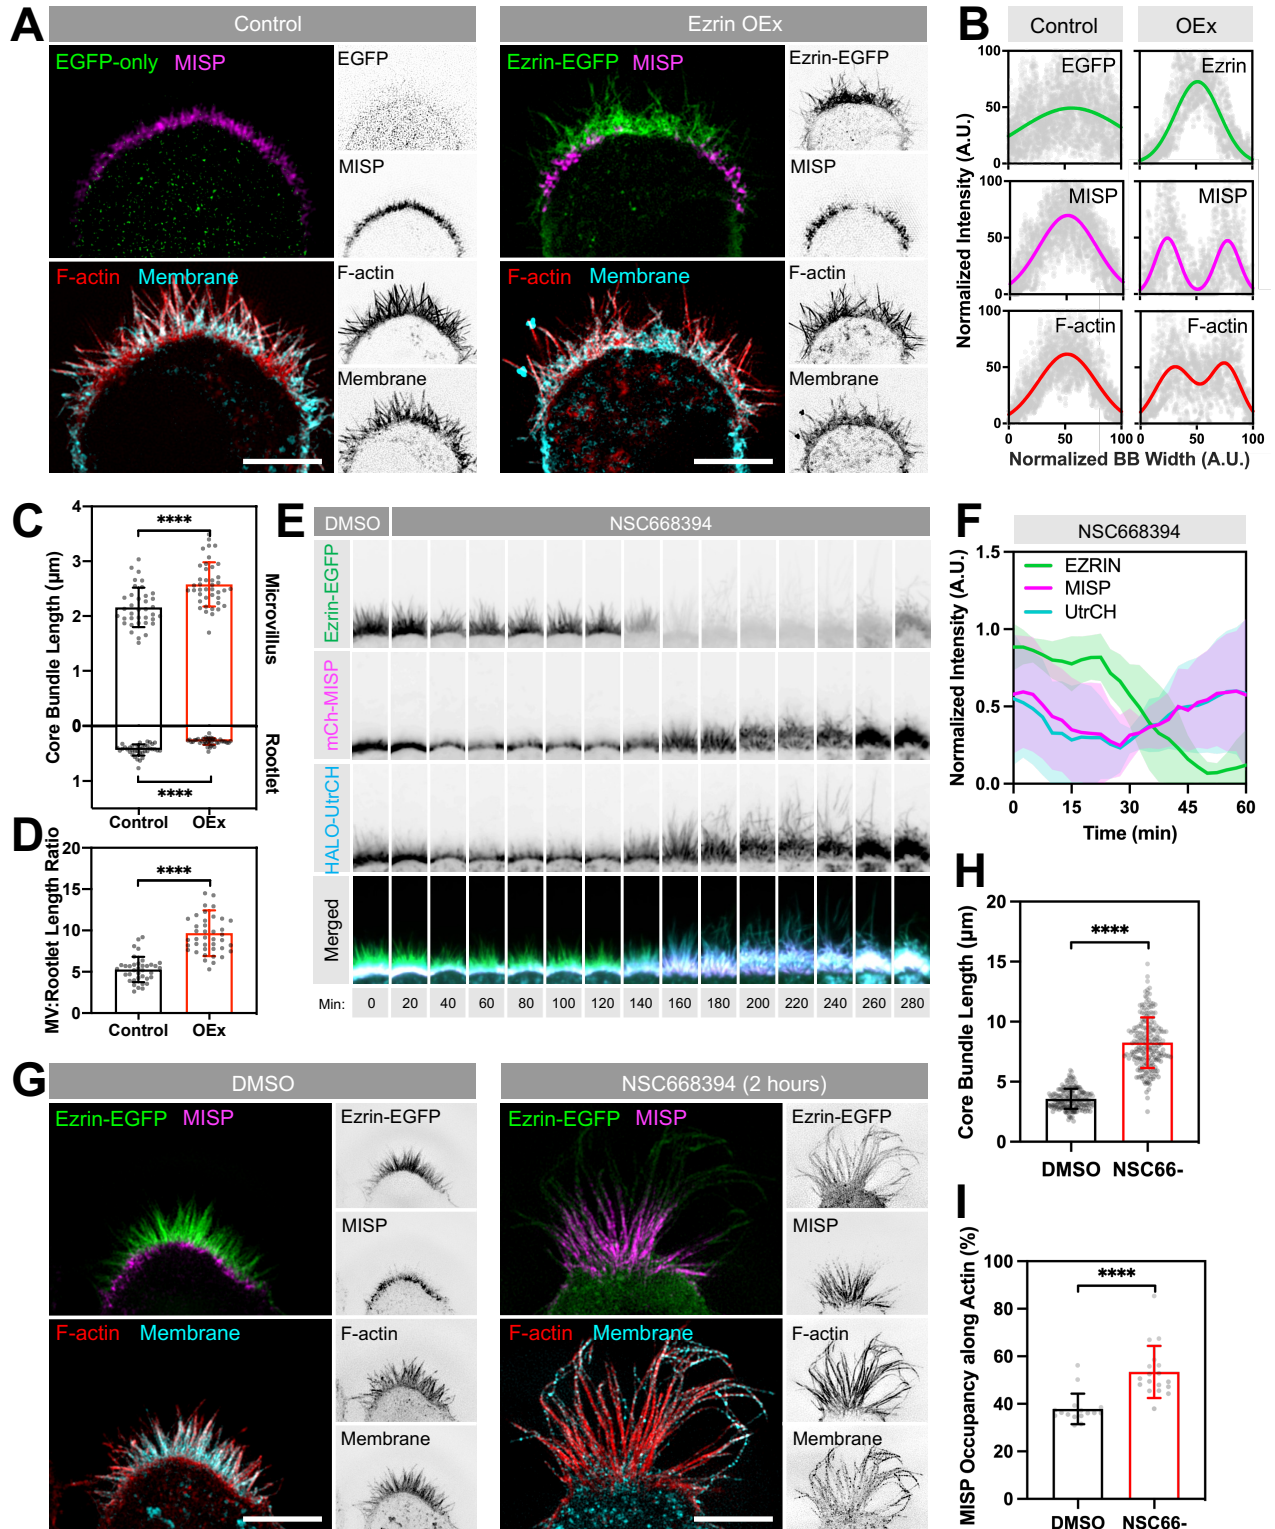 A
Control
EGFP-only MISP
EGFP
MISP
F-actin Membrane
F-actin
Membrane
Ezrin OEx
Ezrin-EGFP MISP
Ezrin-EGFP
MISP
F-actin Membrane
F-actin
Membrane
B
Control OEx
Normalized Intensity (A.U.)
100
50
0
EGFP
Ezrin
100
50
0
MISP
MISP
100
50
0
F-actin
F-actin
0 50 100 0 50 100
Normalized BB Width (A.U.)
C
Core Bundle Length (µm)
4
3
2
1
0
1
****
****
Microvillus
Rootlet
Control OEx
D
MV:Rootlet Length Ratio
20
15
10
5
0
****
Control OEx
E
DMSO NSC668394
Ezrin-EGFP
mCh-MISP
HALO-UtrCH
Merged
Min: 0 20 40 60 80 100 120 140 160 180 200 220 240 260 280
F
NSC668394
Normalized Intensity (A.U.)
1.5
1.0
0.5
0.0
EZRIN
MISP
UtrCH
0 15 30 45 60
Time (min)
G
DMSO
Ezrin-EGFP MISP
Ezrin-EGFP
MISP
F-actin Membrane
F-actin
Membrane
NSC668394 (2 hours)
Ezrin-EGFP MISP
Ezrin-EGFP
MISP
F-actin Membrane
F-actin
Membrane
H
Core Bundle Length (µm)
20
15
10
5
0
****
DMSO NSC66-
I
MISP Occupancy along Actin (%)
100
80
60
40
20
0
****
DMSO NSC66-